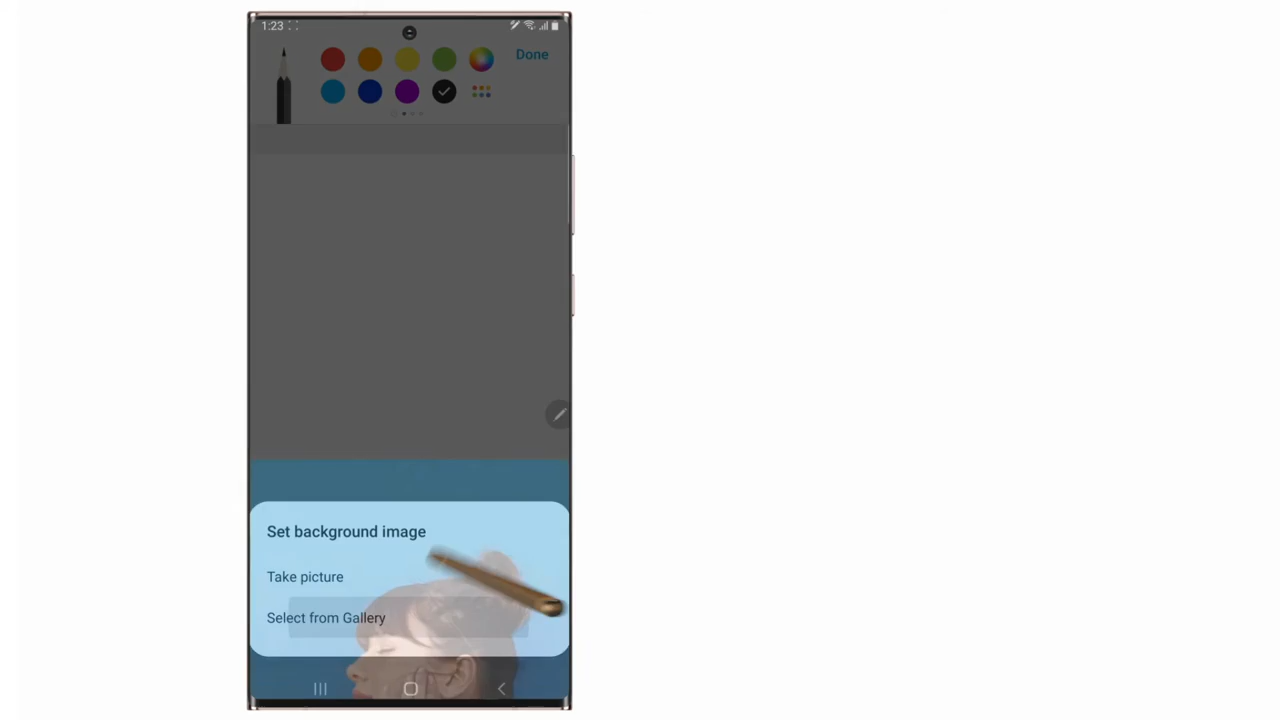 1:23
Done
Set background image
Take picture
Select from Gallery